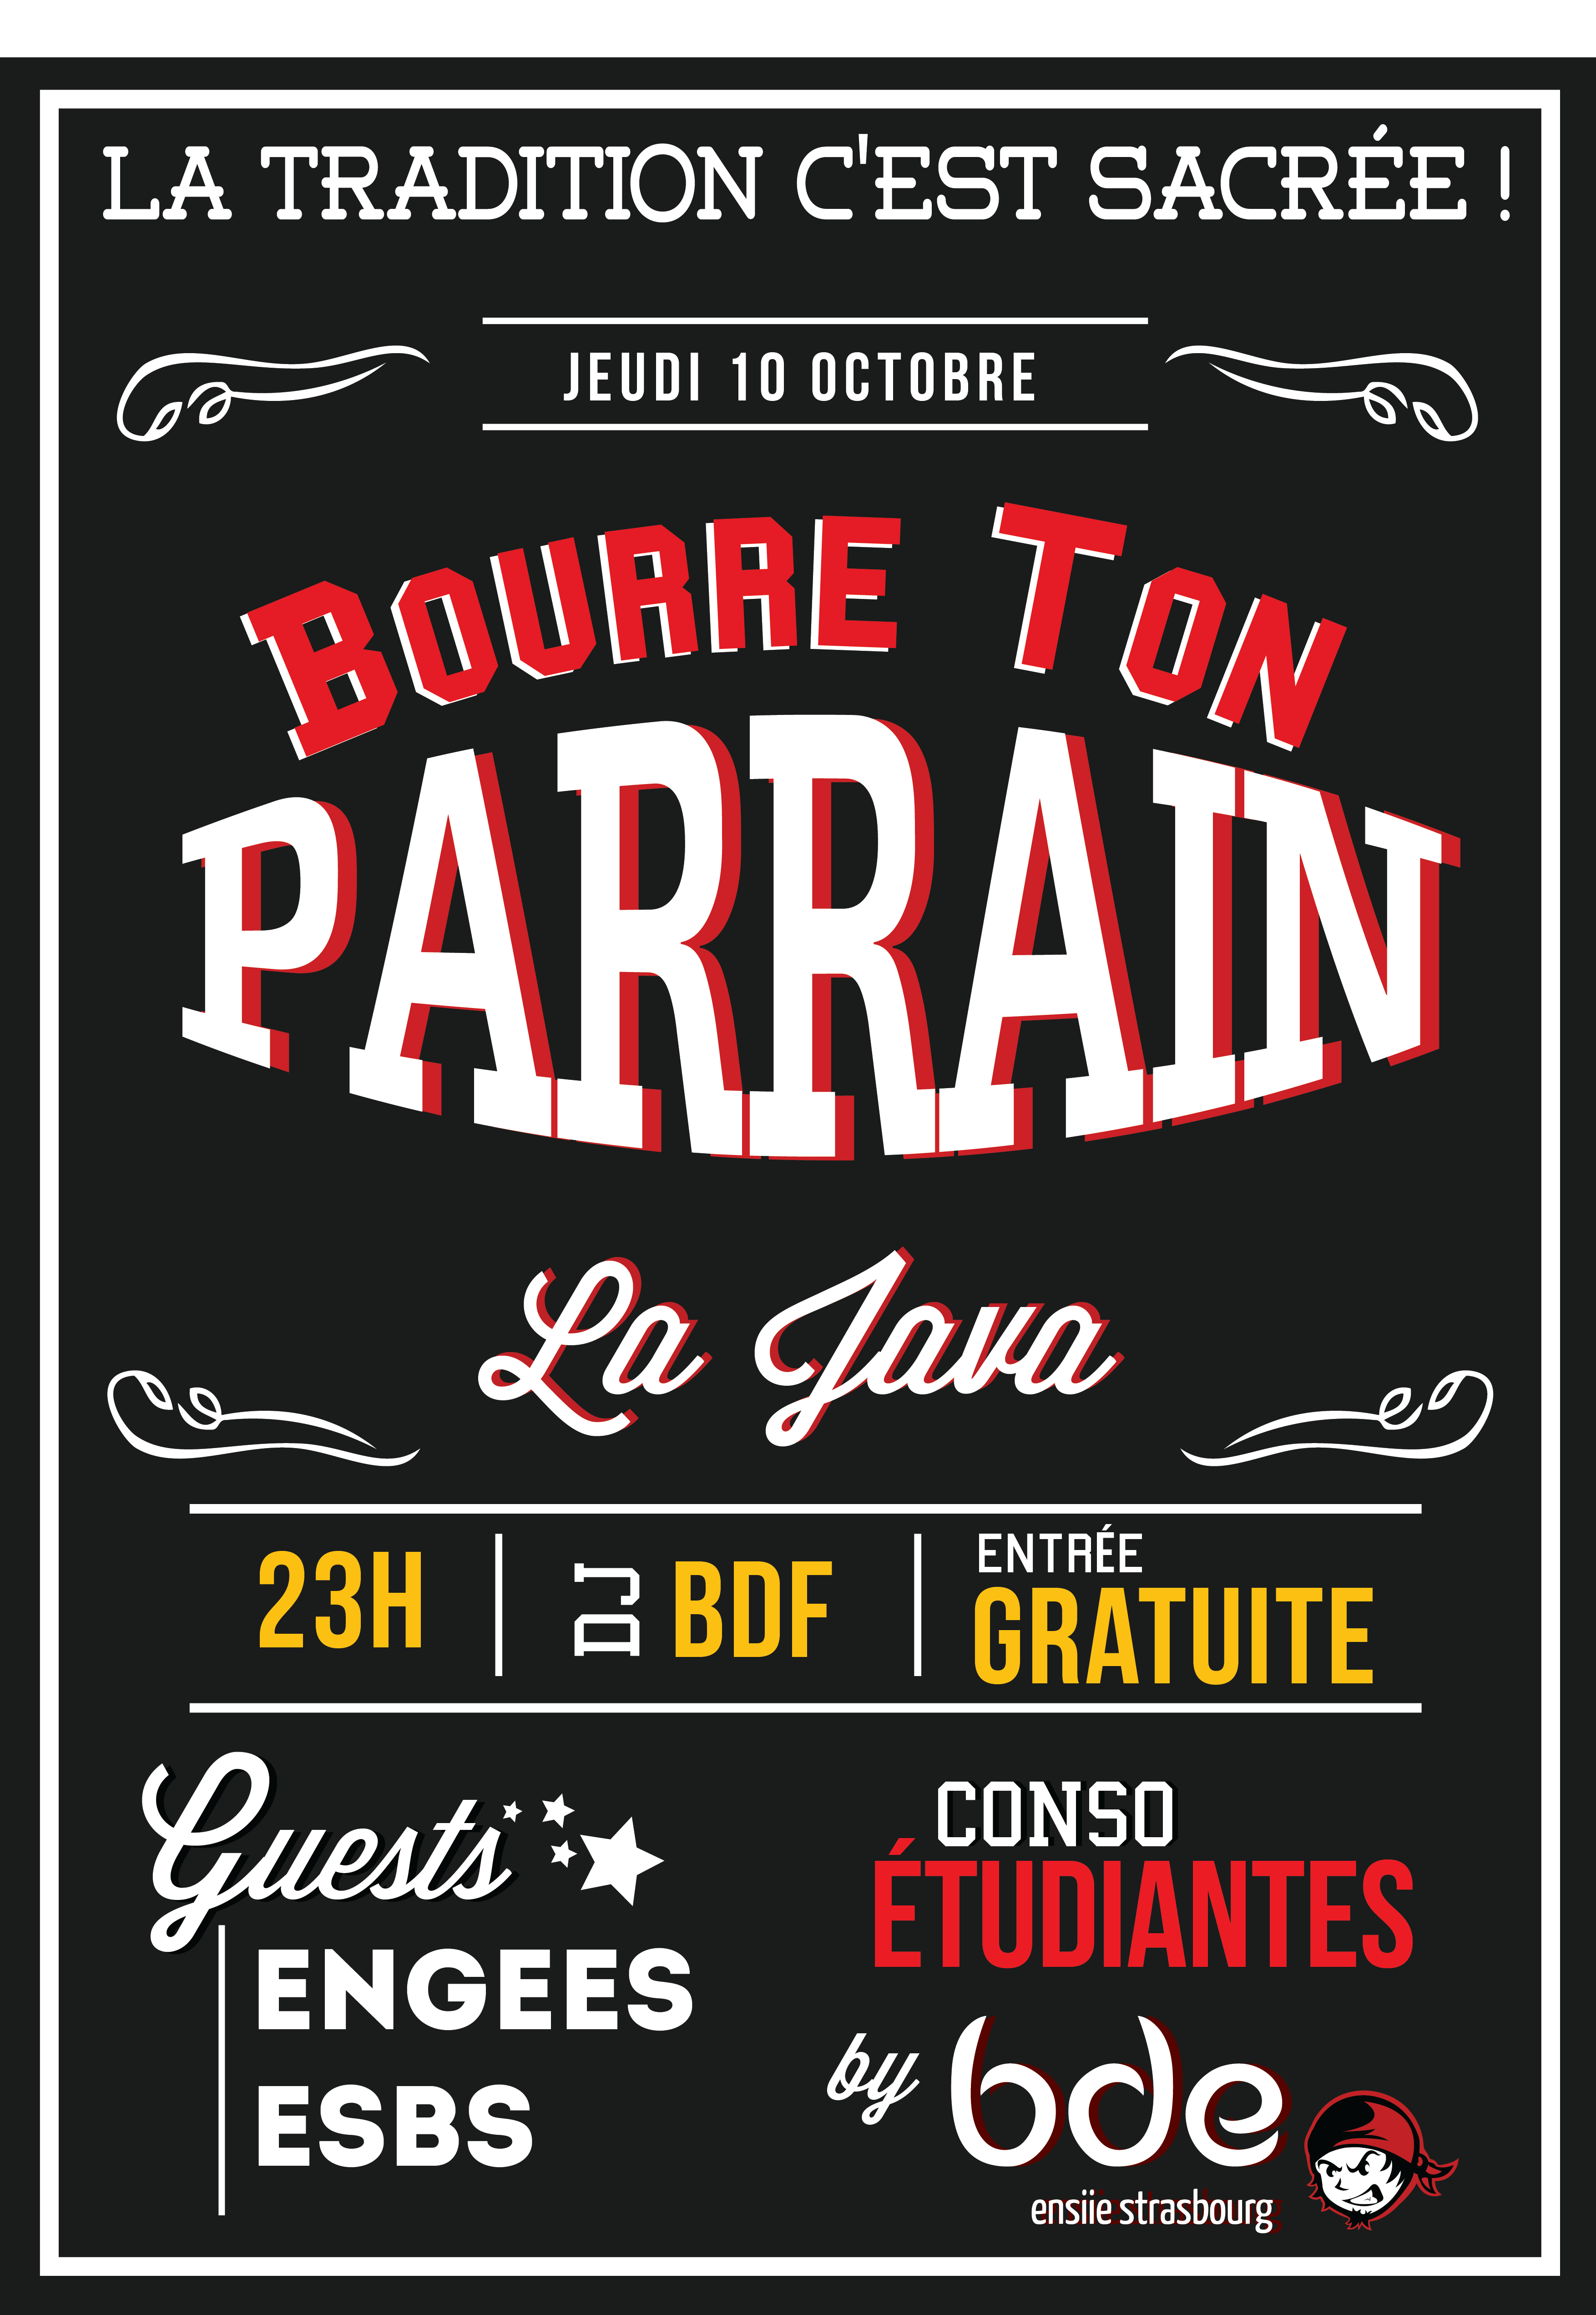 LA TRADITION C'EST SACRÉE !
JEUDI 10 OCTOBRE
BOURRE TON
PARRAIN
La Java
23H
DJ BDF
ENTRÉE
GRATUITE
Guests
ENGEES
ESBS
CONSO
ÉTUDIANTES
by bde
ensiie strasbourg